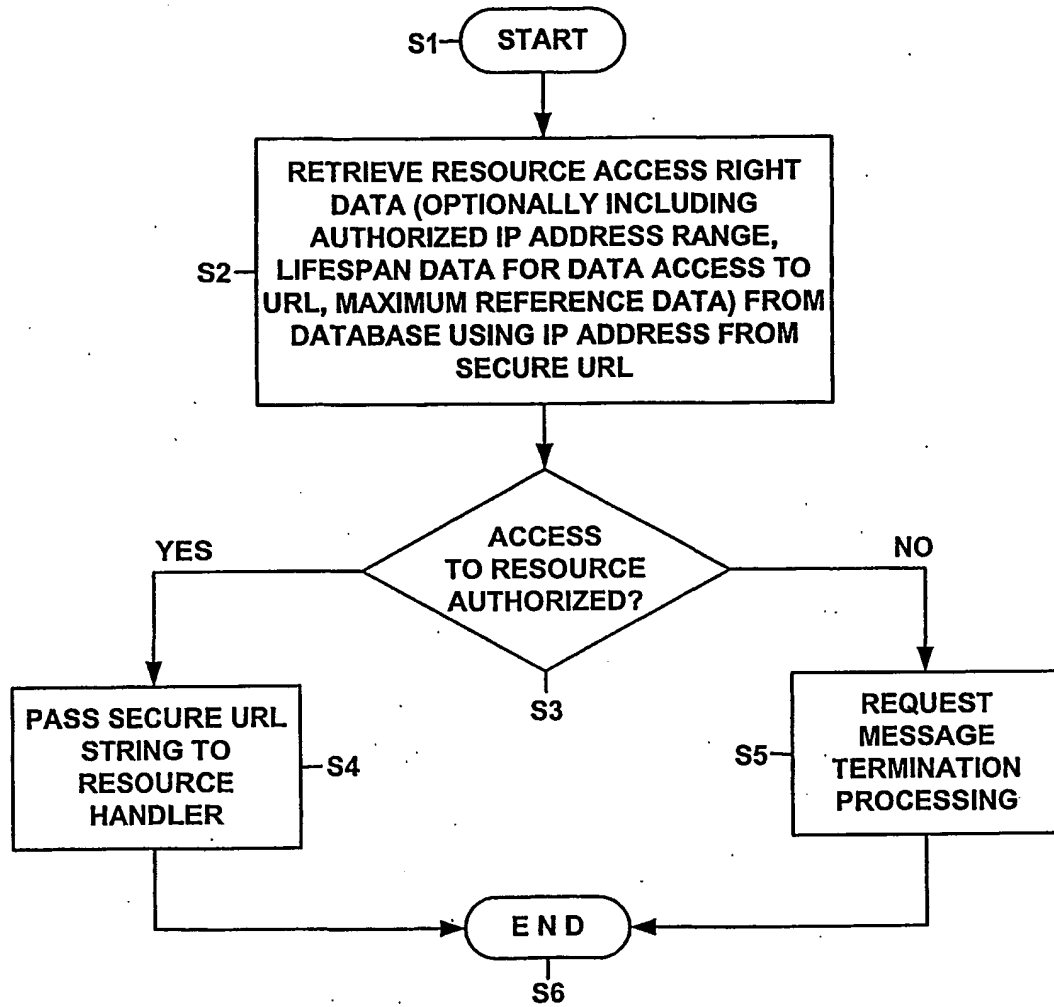 S1
START
RETRIEVE RESOURCE ACCESS RIGHT
DATA (OPTIONALLY INCLUDING
AUTHORIZED IP ADDRESS RANGE,
LIFESPAN DATA FOR DATA ACCESS TO
URL, MAXIMUM REFERENCE DATA) FROM
DATABASE USING IP ADDRESS FROM
SECURE URL
S2
YES
ACCESS
TO RESOURCE
AUTHORIZED?
NO
S3
PASS SECURE URL
STRING TO
RESOURCE
HANDLER
S4
S5
REQUEST
MESSAGE
TERMINATION
PROCESSING
E N D
S6